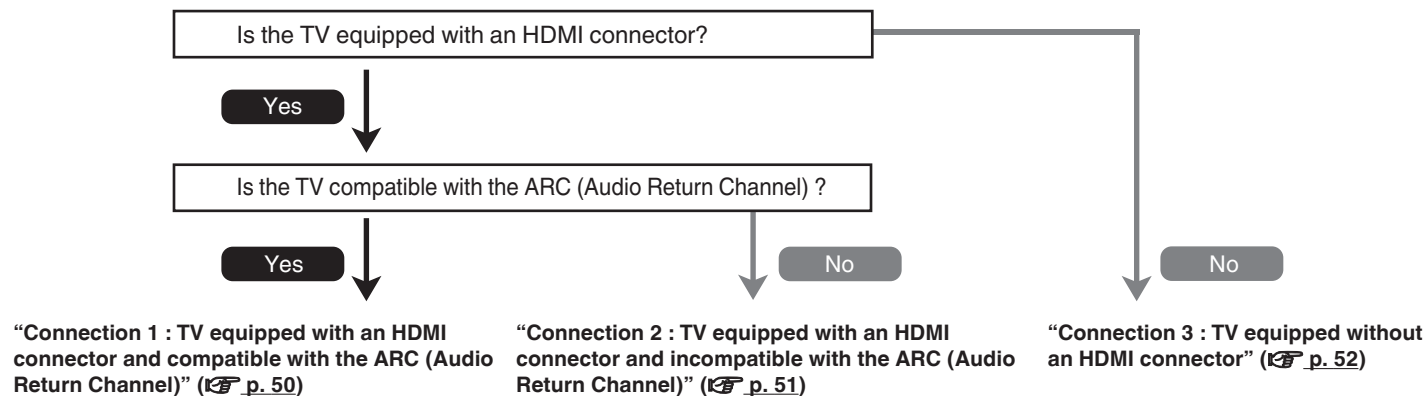 Is the TV equipped with an HDMI connector?
Yes
Is the TV compatible with the ARC (Audio Return Channel) ?
Yes
No
No
“Connection 1 : TV equipped with an HDMI
connector and compatible with the ARC (Audio
Return Channel)” (☞ p. 50)
“Connection 2 : TV equipped with an HDMI
connector and incompatible with the ARC (Audio
Return Channel)” (☞ p. 51)
“Connection 3 : TV equipped without
an HDMI connector” (☞ p. 52)